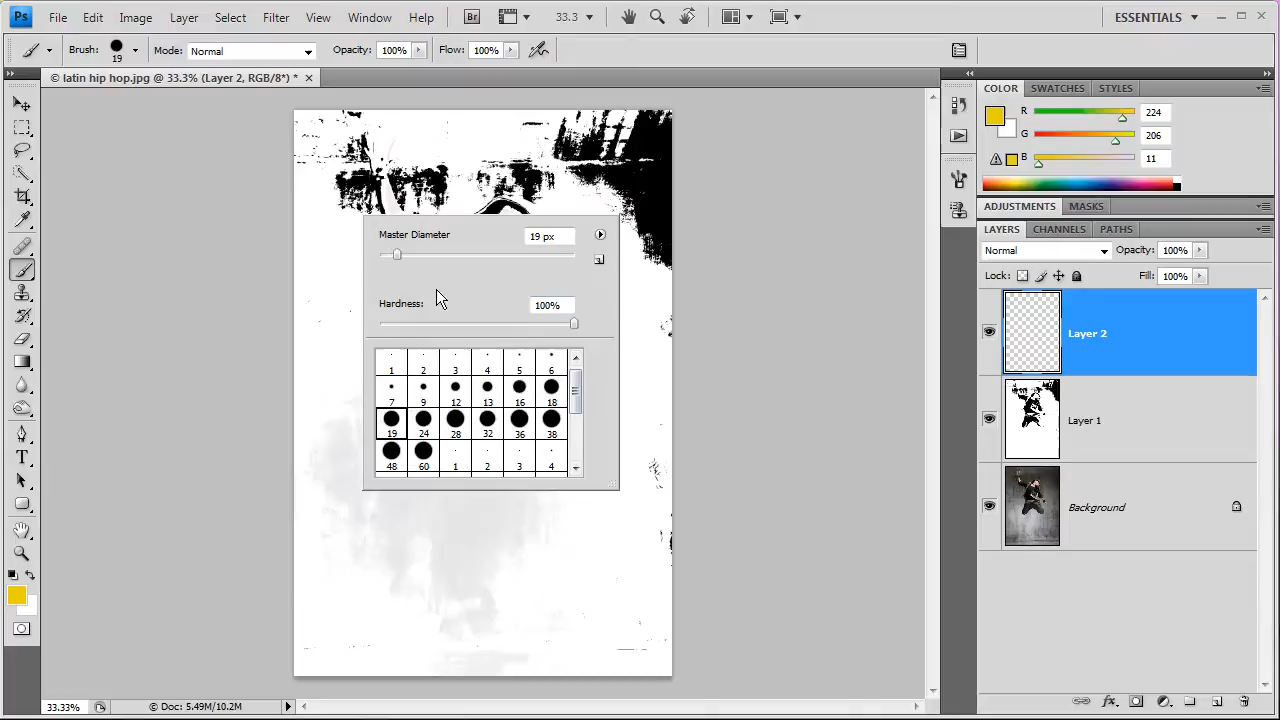 Ps File Edit Image Layer Select Filter View Window Help Br 33.3 ESSENTIALS
Brush: 19 Mode: Normal Opacity: 100% Flow: 100%
© latin hip hop.jpg @ 33.3% (Layer 2, RGB/8*) *
COLOR SWATCHES STYLES
R 224
G 206
B 11
ADJUSTMENTS MASKS
LAYERS CHANNELS PATHS
Normal Opacity: 100%
Lock: Fill: 100%
Layer 2
Layer 1
Background
Master Diameter 19 px
Hardness: 100%
1 2 3 4 5 6
7 9 12 13 16 18
19 24 28 32 36 38
48 60 1 2 3 4
T
33.33% © Doc: 5.49M/10.2M